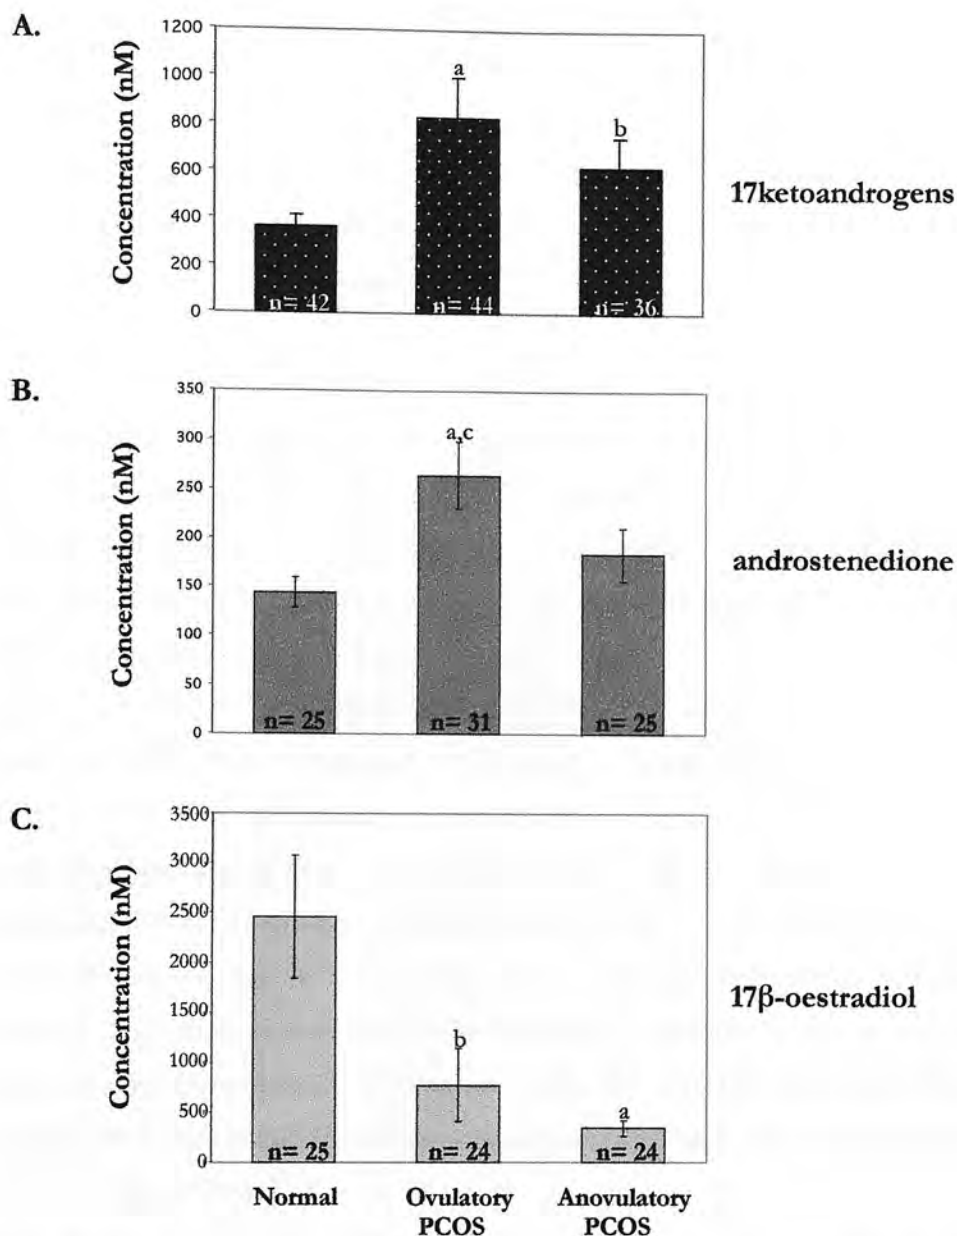 A.
1200
1000
800
600
400
200
0
Concentration (nM)
a
b
n= 42
n= 44
n= 36
17ketoandrogens
B.
350
300
250
200
150
100
50
0
Concentration (nM)
a,c
n= 25
n= 31
n= 25
androstenedione
C.
3500
3000
2500
2000
1500
1000
500
0
Concentration (nM)
b
a
n= 25
n= 24
n= 24
17β-oestradiol
Normal
Ovulatory
PCOS
Anovulatory
PCOS